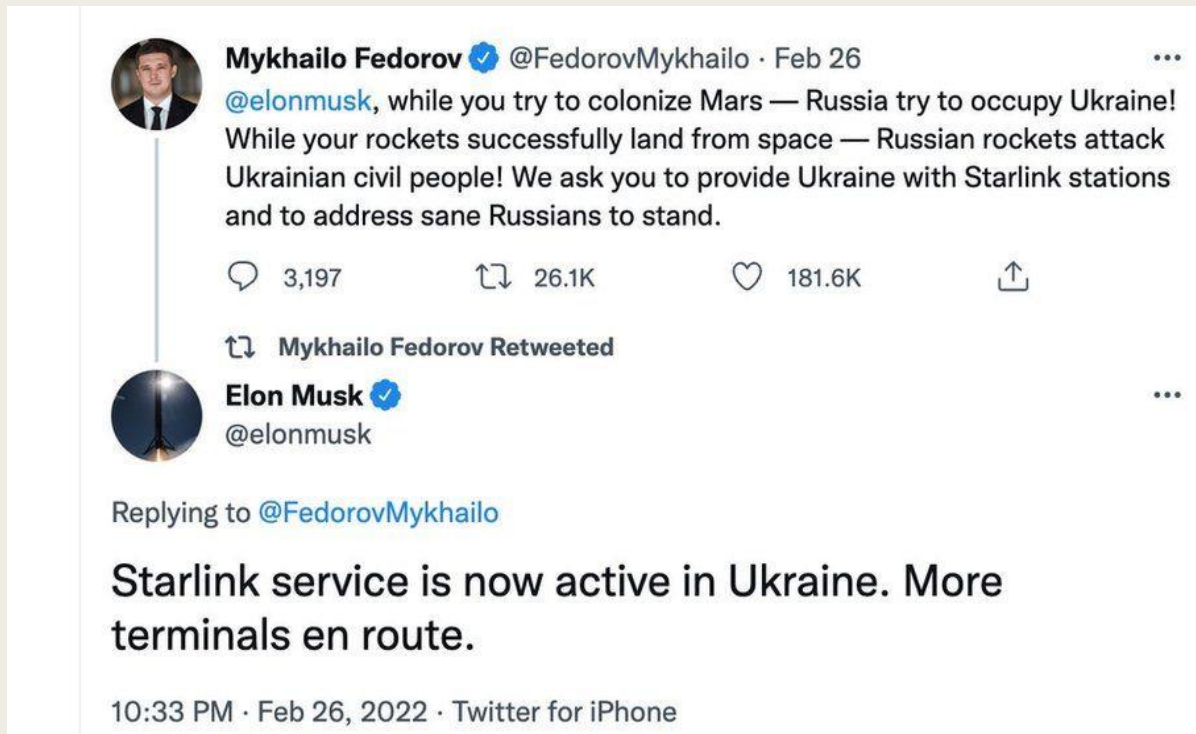 Mykhailo Fedorov @FedorovMykhailo · Feb 26
@elonmusk, while you try to colonize Mars — Russia try to occupy Ukraine!
While your rockets successfully land from space — Russian rockets attack
Ukrainian civil people! We ask you to provide Ukraine with Starlink stations
and to address sane Russians to stand.
3,197 26.1K 181.6K
Mykhailo Fedorov Retweeted
Elon Musk
@elonmusk
Replying to @FedorovMykhailo
Starlink service is now active in Ukraine. More
terminals en route.
10:33 PM · Feb 26, 2022 · Twitter for iPhone